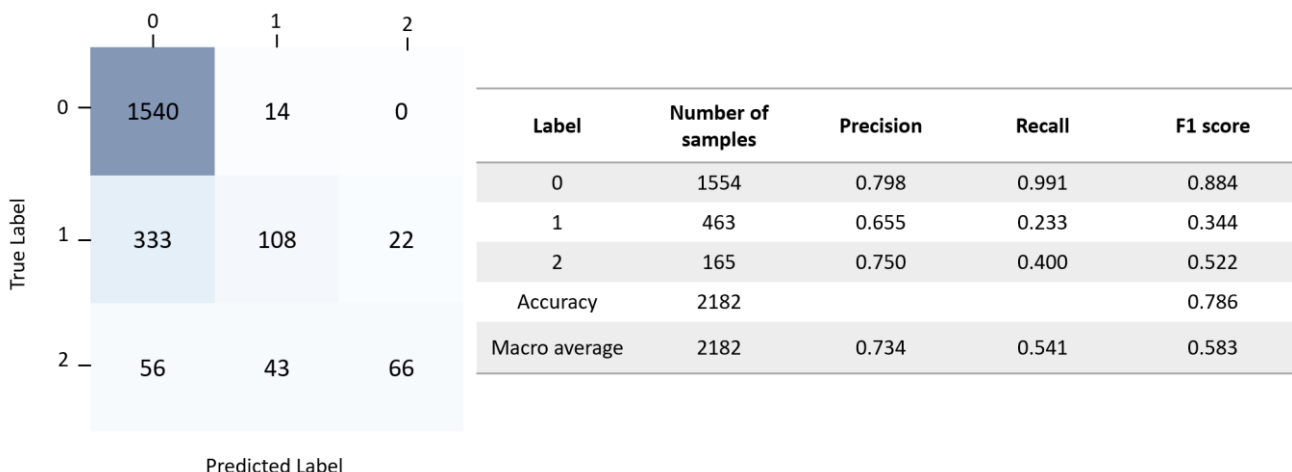 0 1 2
0 1540 14 0
True Label
1 333 108 22
2 56 43 66
Predicted Label
Label Number of samples Precision Recall F1 score
0 1554 0.798 0.991 0.884
1 463 0.655 0.233 0.344
2 165 0.750 0.400 0.522
Accuracy 2182 0.786
Macro average 2182 0.734 0.541 0.583